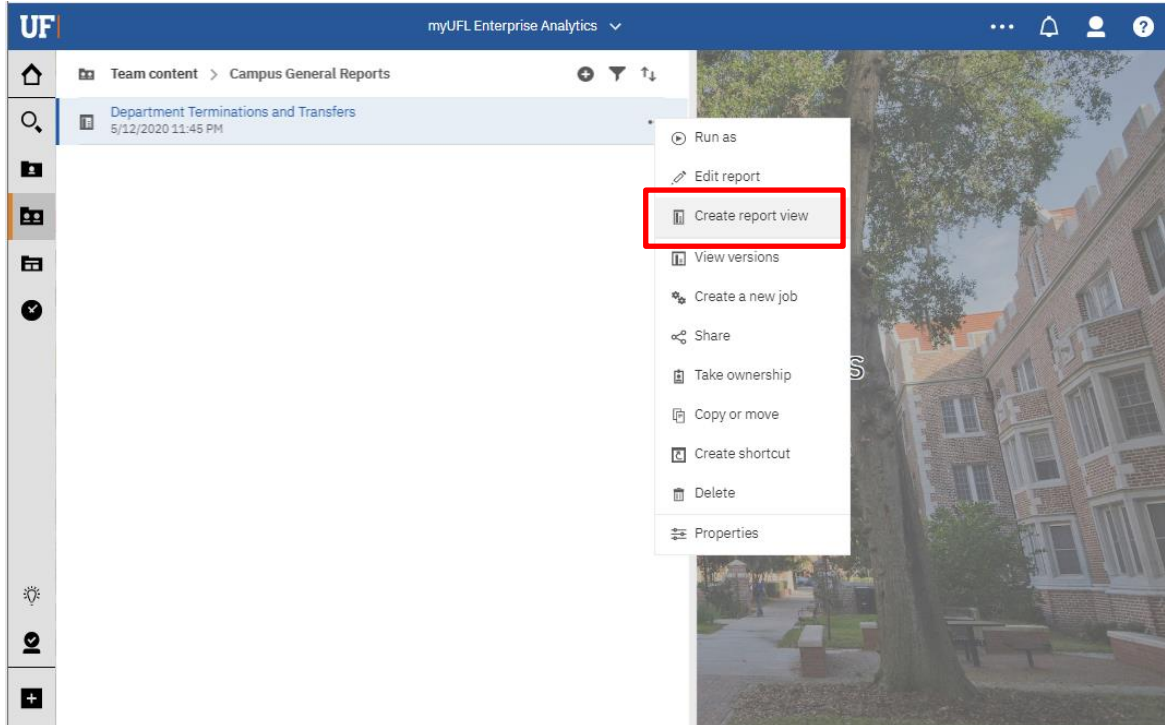 UF
myUFL Enterprise Analytics
Team content > Campus General Reports
Department Terminations and Transfers
5/12/2020 11:45 PM
Run as
Edit report
Create report view
View versions
Create a new job
Share
Take ownership
S
Copy or move
Create shortcut
Delete
Properties